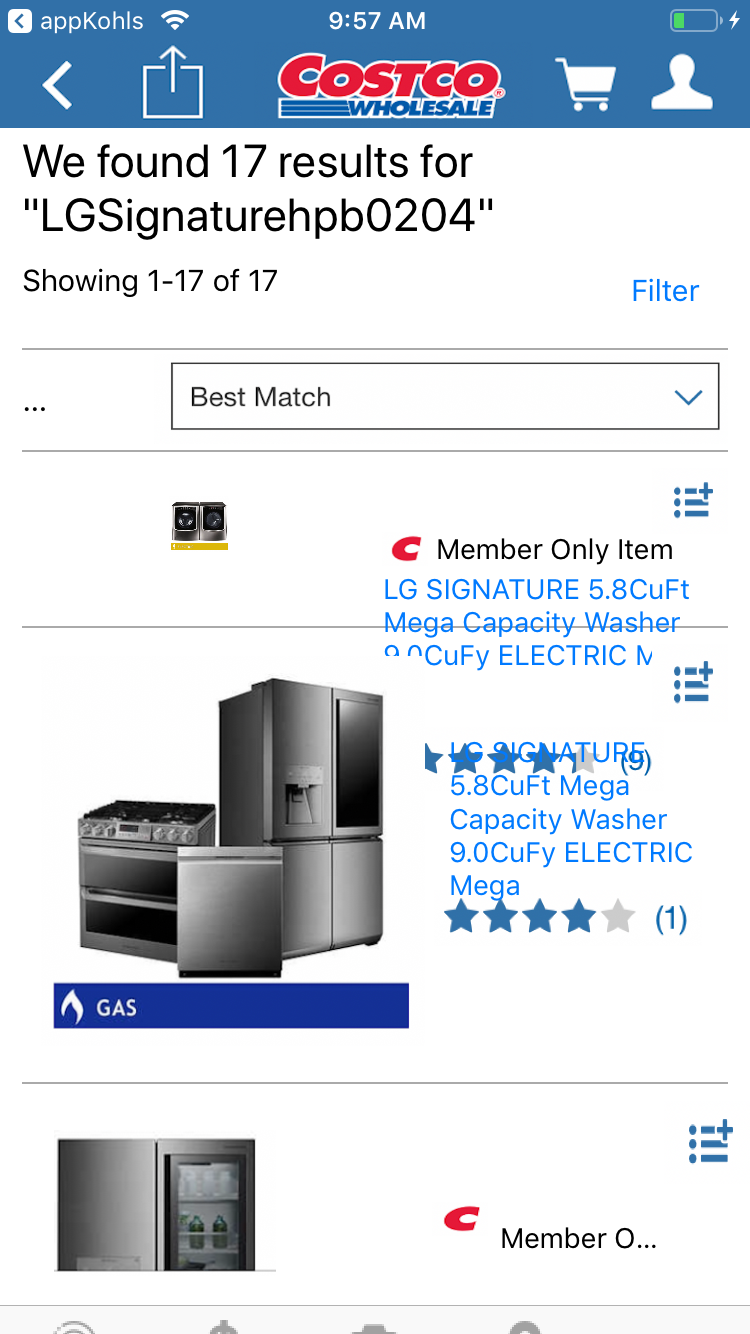 appKohls
9:57 AM
COSTCO
WHOLESALE
We found 17 results for
"LGSignaturehpb0204"
Showing 1-17 of 17
Filter
...
Best Match
Member Only Item
LG SIGNATURE 5.8CuFt
Mega Capacity Washer
9.0CuFy ELECTRIC M
(9)
LG SIGNATURE
5.8CuFt Mega
Capacity Washer
9.0CuFy ELECTRIC
Mega
(1)
GAS
Member O...